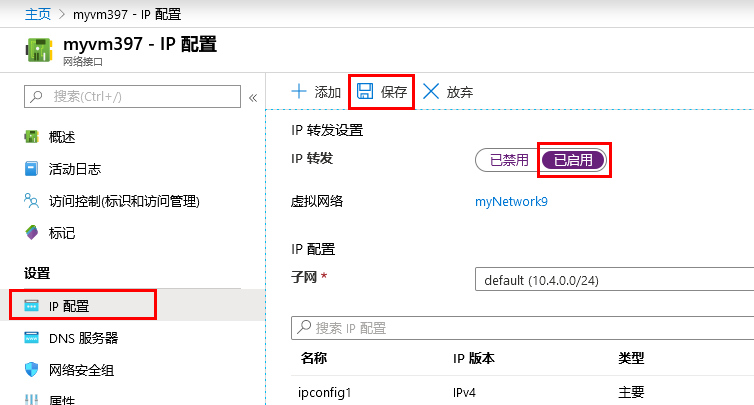 主页 > myvm397 - IP 配置
myvm397 - IP 配置
网络接口
搜索(Ctrl+/)
«
概述
活动日志
访问控制(标识和访问管理)
标记
设置
IP 配置
DNS 服务器
网络安全组
属性
添加 保存 放弃
IP 转发设置
IP 转发 已禁用 已启用
虚拟网络 myNetwork9
IP 配置
子网 * default (10.4.0.0/24)
搜索 IP 配置
名称 IP 版本 类型
ipconfig1 IPv4 主要